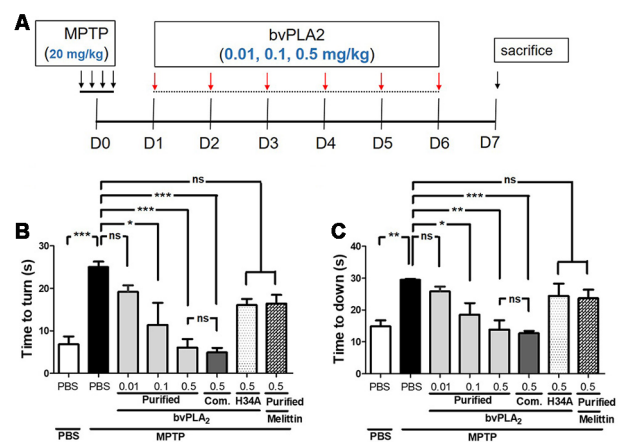 A
MPTP
(20 mg/kg)
bvPLA2
(0.01, 0.1, 0.5 mg/kg)
sacrifice
D0 D1 D2 D3 D4 D5 D6 D7
B
ns
***
***
*
*** ns
ns
Time to turn (s)
30
20
10
0
PBS PBS 0.01 0.1 0.5 0.5 0.5 0.5
Purified Com. H34A Purified
bvPLA2 Melittin
PBS MPTP
C
ns
***
**
*
** ns
ns
Time to down (s)
40
30
20
10
0
PBS PBS 0.01 0.1 0.5 0.5 0.5 0.5
Purified Com. H34A Purified
bvPLA2 Melittin
PBS MPTP